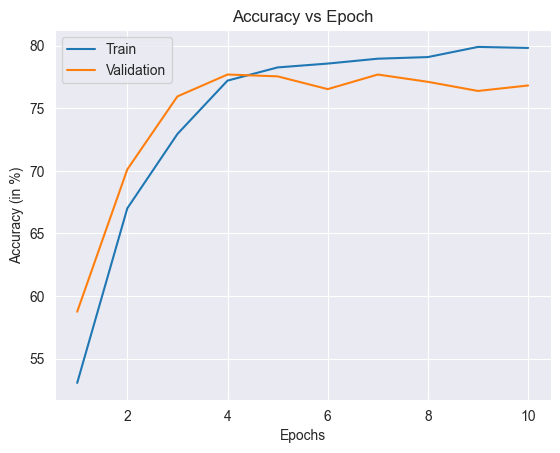 Accuracy vs Epoch
Train
Validation
Accuracy (in %)
80
75
70
65
60
55
2 4 6 8 10
Epochs